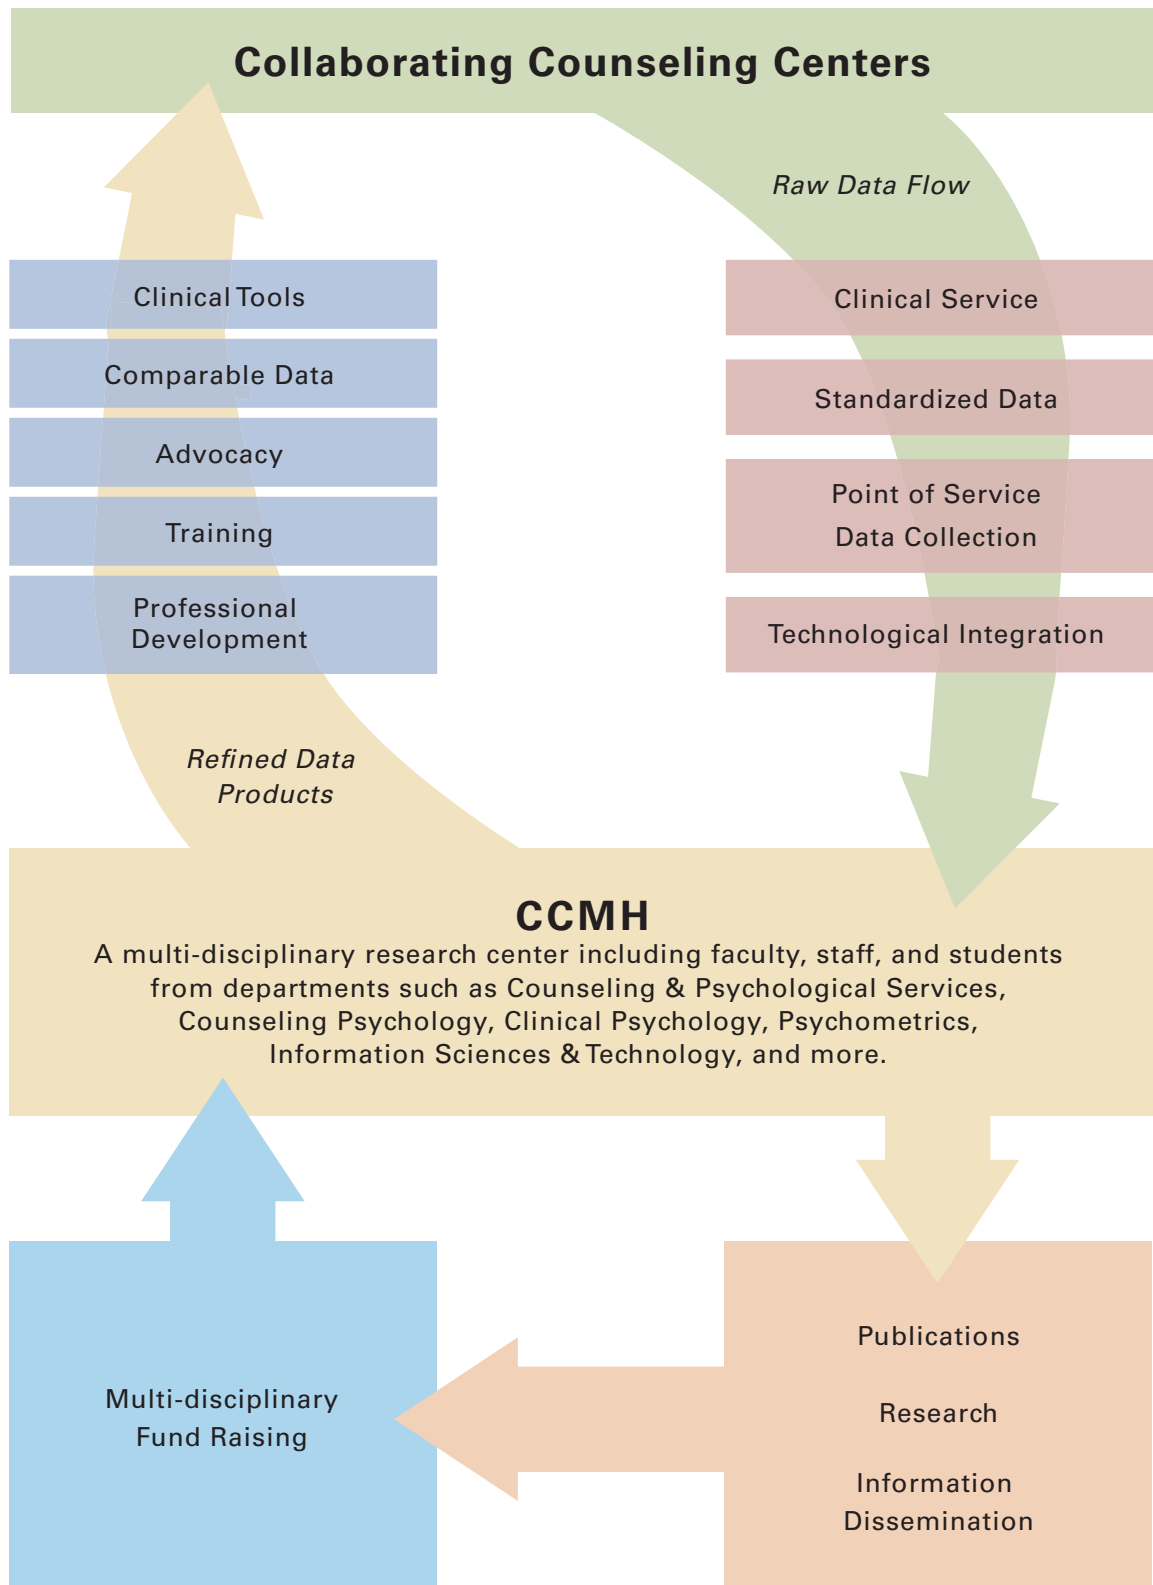 Collaborating Counseling Centers
Raw Data Flow
Clinical Tools
Comparable Data
Advocacy
Training
Professional
Development
Clinical Service
Standardized Data
Point of Service
Data Collection
Technological Integration
Refined Data
Products
CCMH
A multi-disciplinary research center including faculty, staff, and students
from departments such as Counseling & Psychological Services,
Counseling Psychology, Clinical Psychology, Psychometrics,
Information Sciences & Technology, and more.
Multi-disciplinary
Fund Raising
Publications
Research
Information
Dissemination